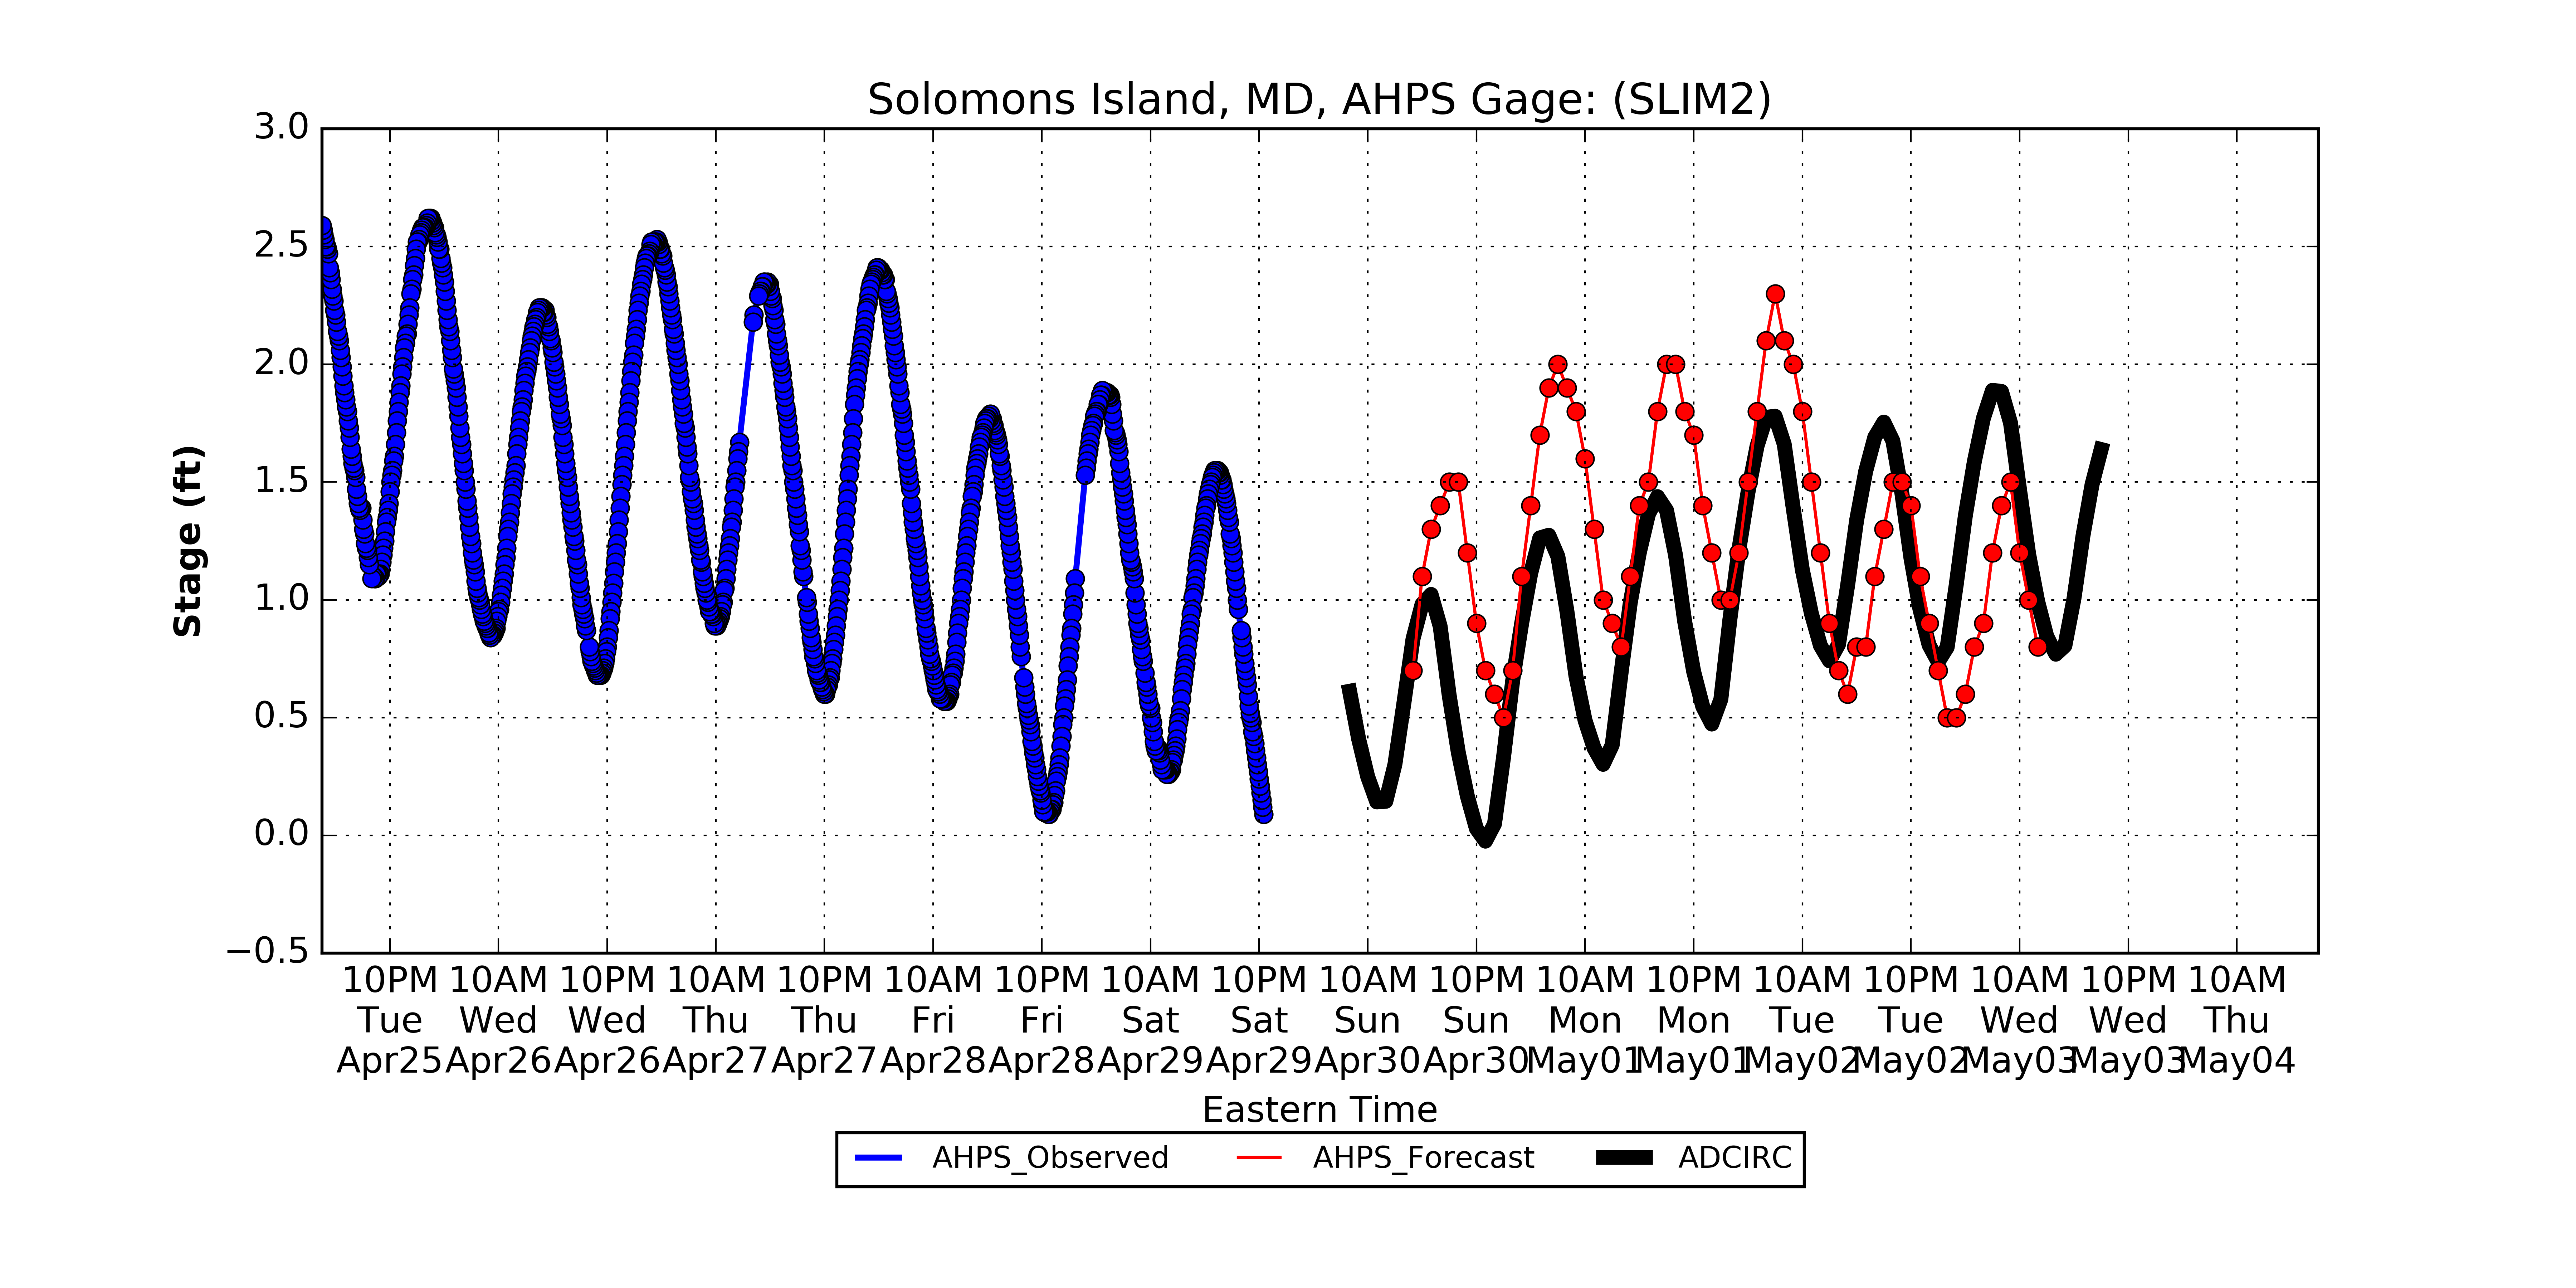 Solomons Island, MD, AHPS Gage: (SLIM2)
Stage (ft)
3.0
2.5
2.0
1.5
1.0
0.5
0.0
−0.5
10PM 10AM 10PM 10AM 10PM 10AM 10PM 10AM 10PM 10AM 10PM 10AM 10PM 10AM 10PM 10AM 10PM 10AM
Tue Wed Wed Thu Thu Fri Fri Sat Sat Sun Sun Mon Mon Tue Tue Wed Wed Thu
Apr25 Apr26 Apr26 Apr27 Apr27 Apr28 Apr28 Apr29 Apr29 Apr30 Apr30 May01 May01 May02 May02 May03 May03 May04
Eastern Time
AHPS_Observed AHPS_Forecast ADCIRC